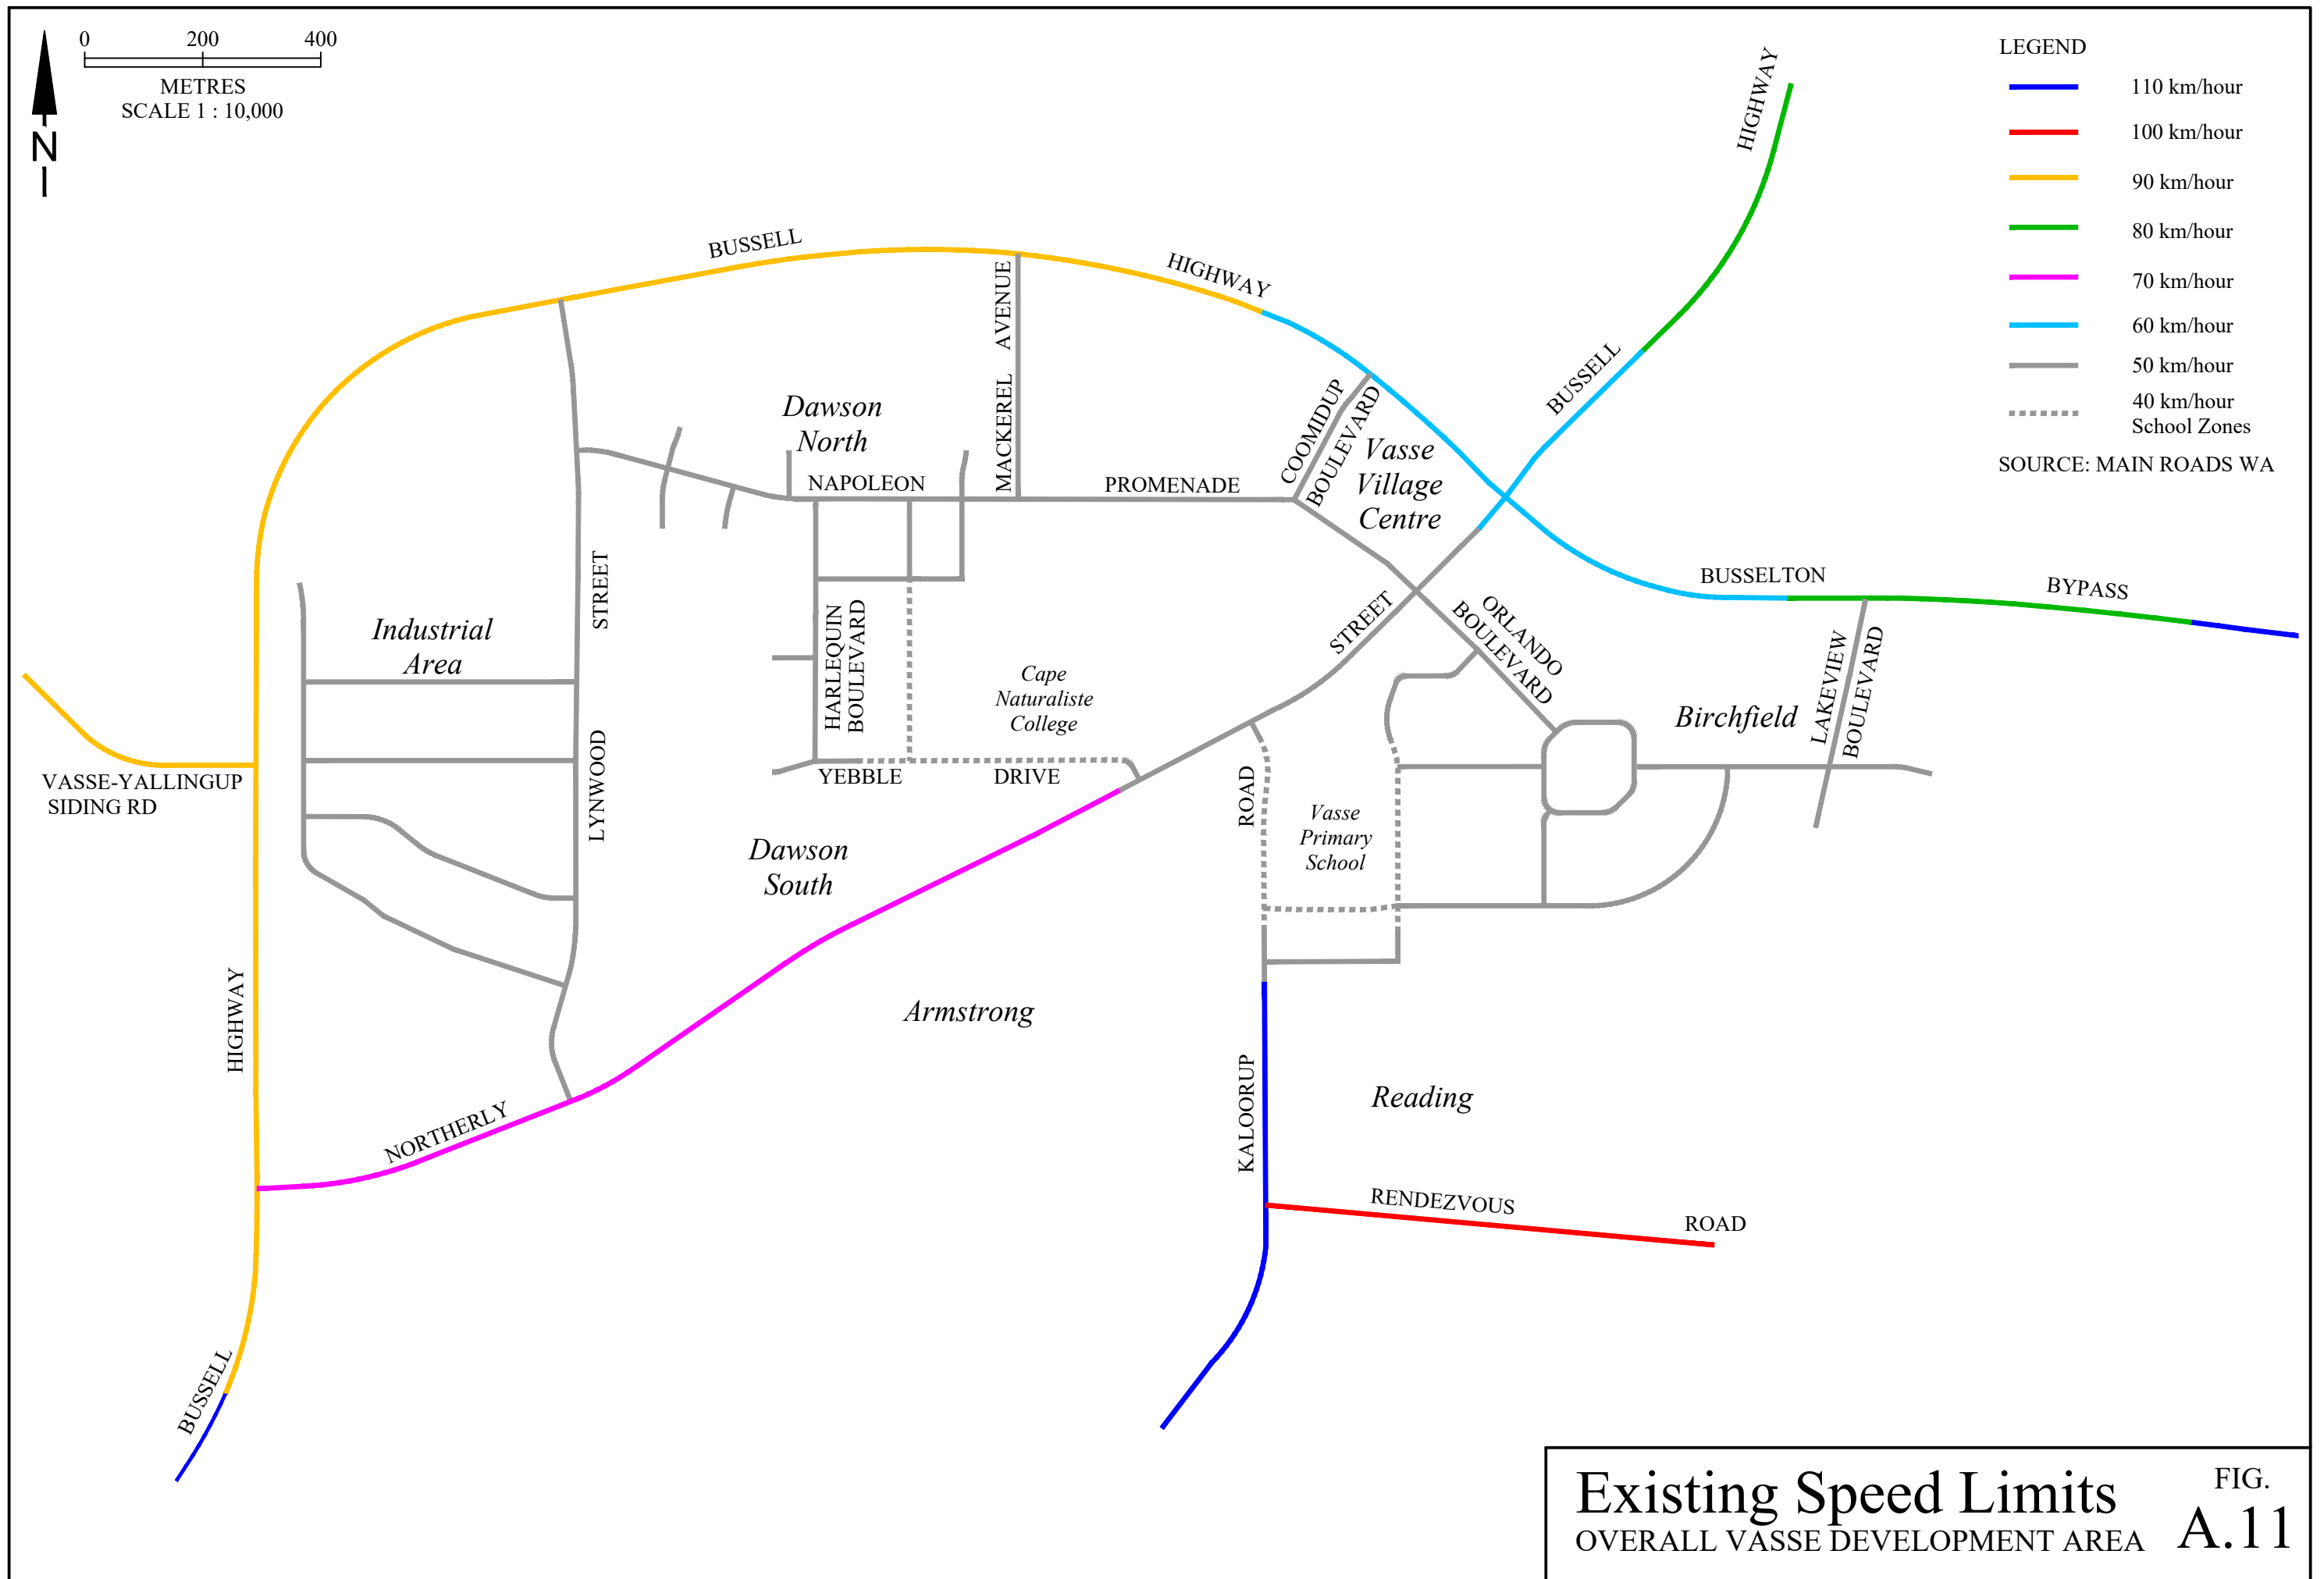 0 200 400
METRES
SCALE 1 : 10,000
N
LEGEND
110 km/hour
100 km/hour
90 km/hour
80 km/hour
70 km/hour
60 km/hour
50 km/hour
40 km/hour
School Zones
SOURCE: MAIN ROADS WA
HIGHWAY
BUSSELL
BUSSELL
HIGHWAY
MACKEREL AVENUE
COOMIDUP
BOULEVARD
Dawson
North
Vasse
Village
Centre
NAPOLEON PROMENADE
BUSSELTON BYPASS
STREET
LYNWOOD
Industrial
Area
HARLEQUIN
BOULEVARD
Cape
Naturaliste
College
STREET
ORLANDO
BOULEVARD
LAKEVIEW
BOULEVARD
Birchfield
VASSE-YALLINGUP
SIDING RD
YEBBLE DRIVE
ROAD
Vasse
Primary
School
Dawson
South
Armstrong
HIGHWAY
NORTHERLY
KALOORUP
Reading
RENDEZVOUS ROAD
BUSSELL
Existing Speed Limits
OVERALL VASSE DEVELOPMENT AREA
FIG.
A.11